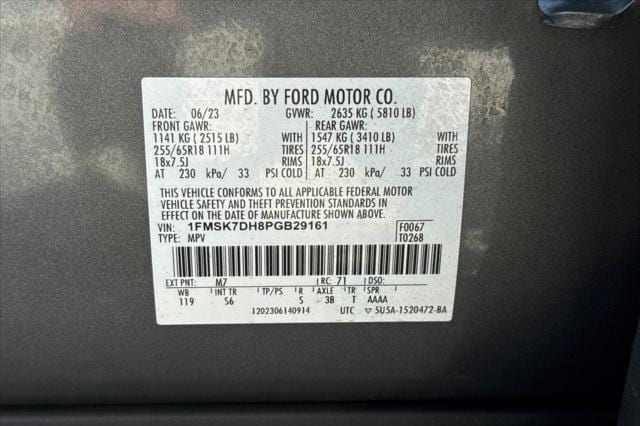 MFD. BY FORD MOTOR CO.
DATE: 06/23 GVWR: 2635 KG ( 5810 LB)
FRONT GAWR: REAR GAWR:
1141 KG ( 2515 LB) WITH 1547 KG ( 3410 LB) WITH
255/65R18 111H TIRES 255/65R18 111H TIRES
18x7.5J RIMS 18x7.5J RIMS
AT 230 kPa/ 33 PSI COLD AT 230 kPa/ 33 PSI COLD
THIS VEHICLE CONFORMS TO ALL APPLICABLE FEDERAL MOTOR
VEHICLE SAFETY AND THEFT PREVENTION STANDARDS IN
EFFECT ON THE DATE OF MANUFACTURE SHOWN ABOVE.
VIN: 1FMSK7DH8PGB29161 F0067
TYPE: MPV T0268
EXT PNT: M7 RC: 71 DSO:
WB INT TR TP/PS R AXLE TR SPR
119 S6 S 3B T AAAA
1202306140914 UTC ▽ 5U5A-1520472-BA